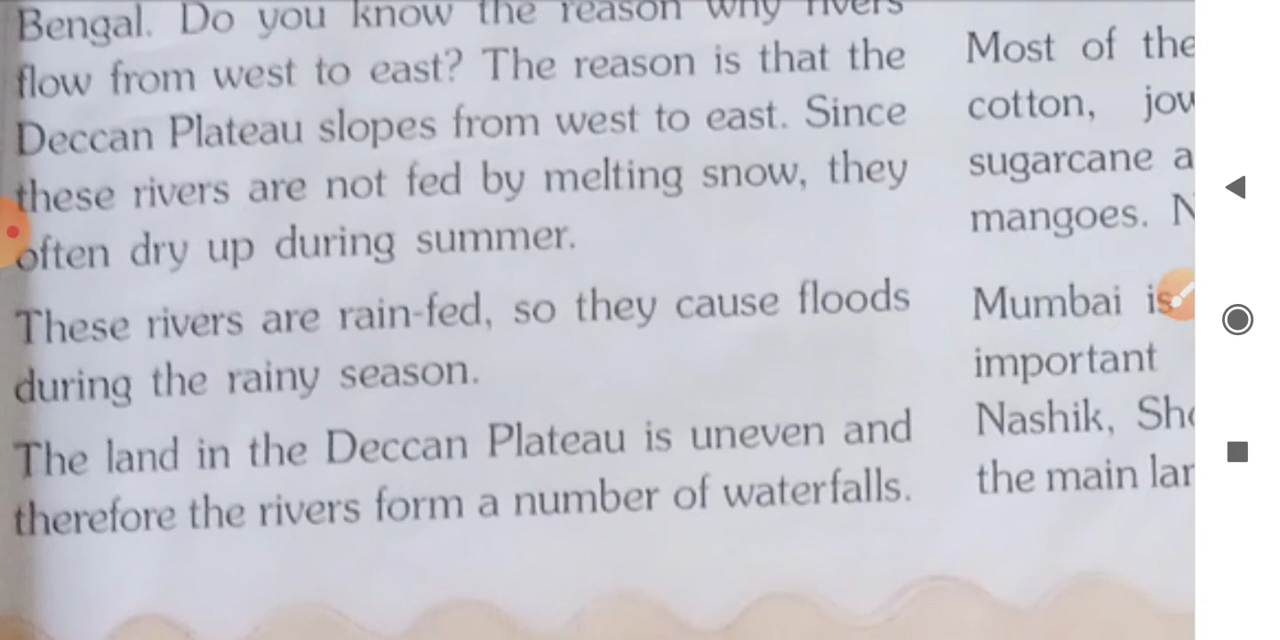 Bengal. Do you know the reason why rivers
flow from west to east? The reason is that the
Deccan Plateau slopes from west to east. Since
these rivers are not fed by melting snow, they
often dry up during summer.
These rivers are rain-fed, so they cause floods
during the rainy season.
The land in the Deccan Plateau is uneven and
therefore the rivers form a number of waterfalls.
Most of the
cotton,
sugarcane a
mangoes. N
Mumbai is
important
Nashik,
the main